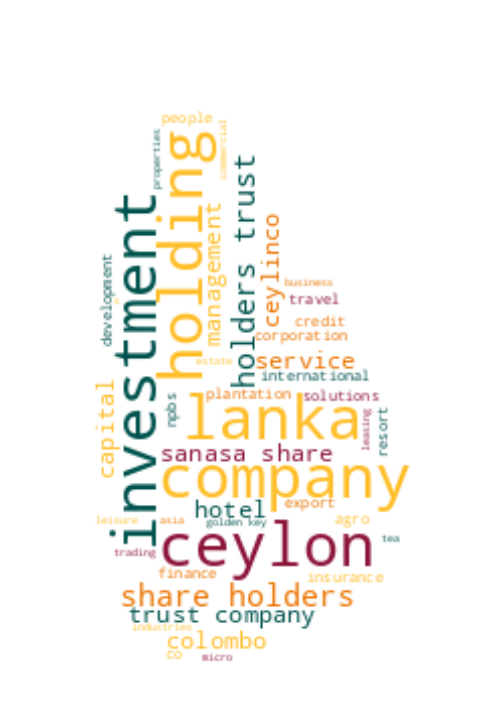 people
commercial
properties
holding
holders trust
investment
management
ceylinco
development
business
travel
credit
corporation
estate
service
international
capital
plantation
solutions
npbs
lanka
leasing
resort
sanasa share
company
hotel
export
leisure
asia
golden key
agro
ceylon
tea
trading
finance
insurance
share holders
trust company
industries
colombo
co
micro